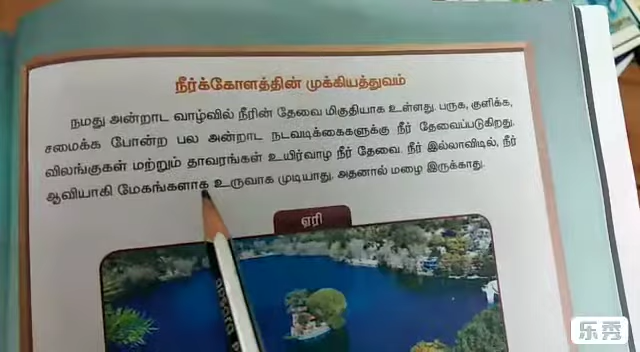 நீர்க்கோளத்தின் முக்கியத்துவம்
நமது அன்றாட வாழ்வில் நீரின் தேவை மிகுதியாக உள்ளது. பருக, குளிக்க,
சமைக்க போன்ற பல அன்றாட நடவடிக்கைகளுக்கு நீர் தேவைப்படுகிறது.
விலங்குகள் மற்றும் தாவரங்கள் உயிர்வாழ நீர் தேவை. நீர் இல்லாவிடில், நீர்
ஆவியாகி மேகங்களாக உருவாக முடியாது, அதனால் மழை இருக்காது.
ஏரி
apsara
乐秀